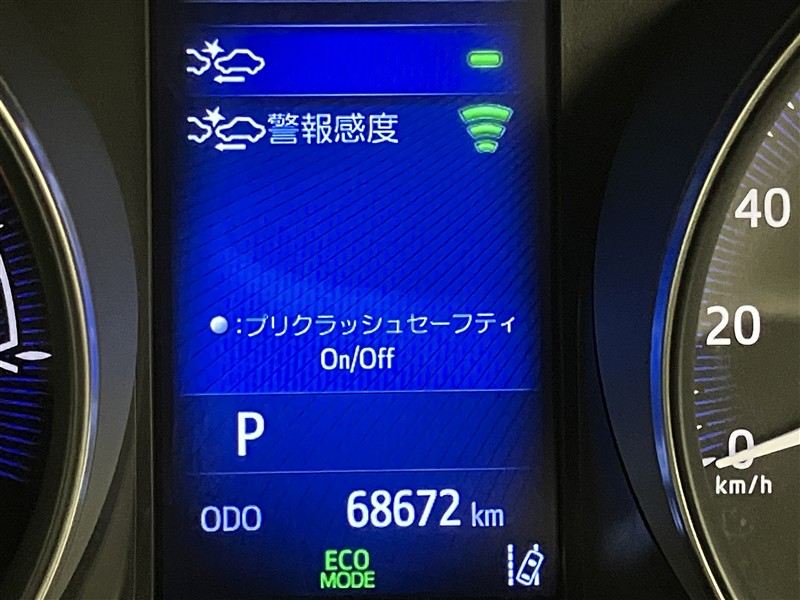 警報感度
:プリクラッシュセーフティ
On/Off
P
ODO 68672 km
ECO
MODE
40
20
0
km/h